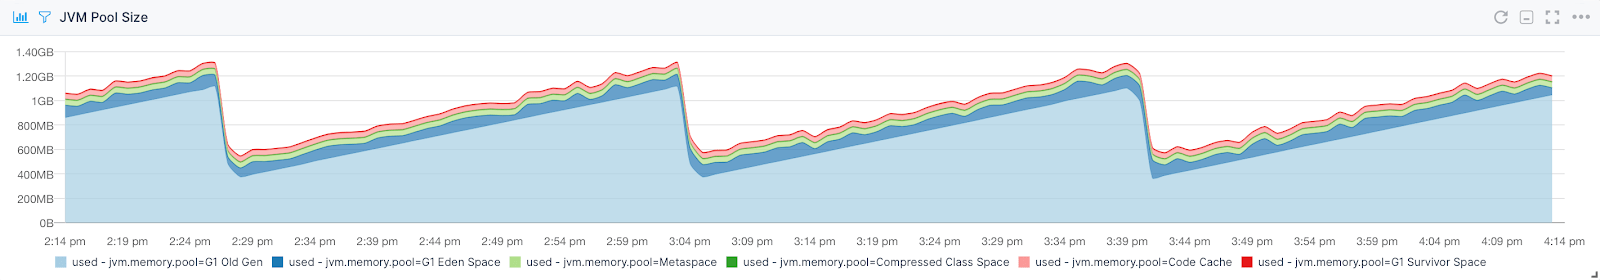 JVM Pool Size
1.40GB
1.20GB
1GB
800MB
600MB
400MB
200MB
0B
2:14 pm 2:19 pm 2:24 pm 2:29 pm 2:34 pm 2:39 pm 2:44 pm 2:49 pm 2:54 pm 2:59 pm 3:04 pm 3:09 pm 3:14 pm 3:19 pm 3:24 pm 3:29 pm 3:34 pm 3:39 pm 3:44 pm 3:49 pm 3:54 pm 3:59 pm 4:04 pm 4:09 pm 4:14 pm
used - jvm.memory.pool=G1 Old Gen used - jvm.memory.pool=G1 Eden Space used - jvm.memory.pool=Metaspace used - jvm.memory.pool=Compressed Class Space used - jvm.memory.pool=Code Cache used - jvm.memory.pool=G1 Survivor Space